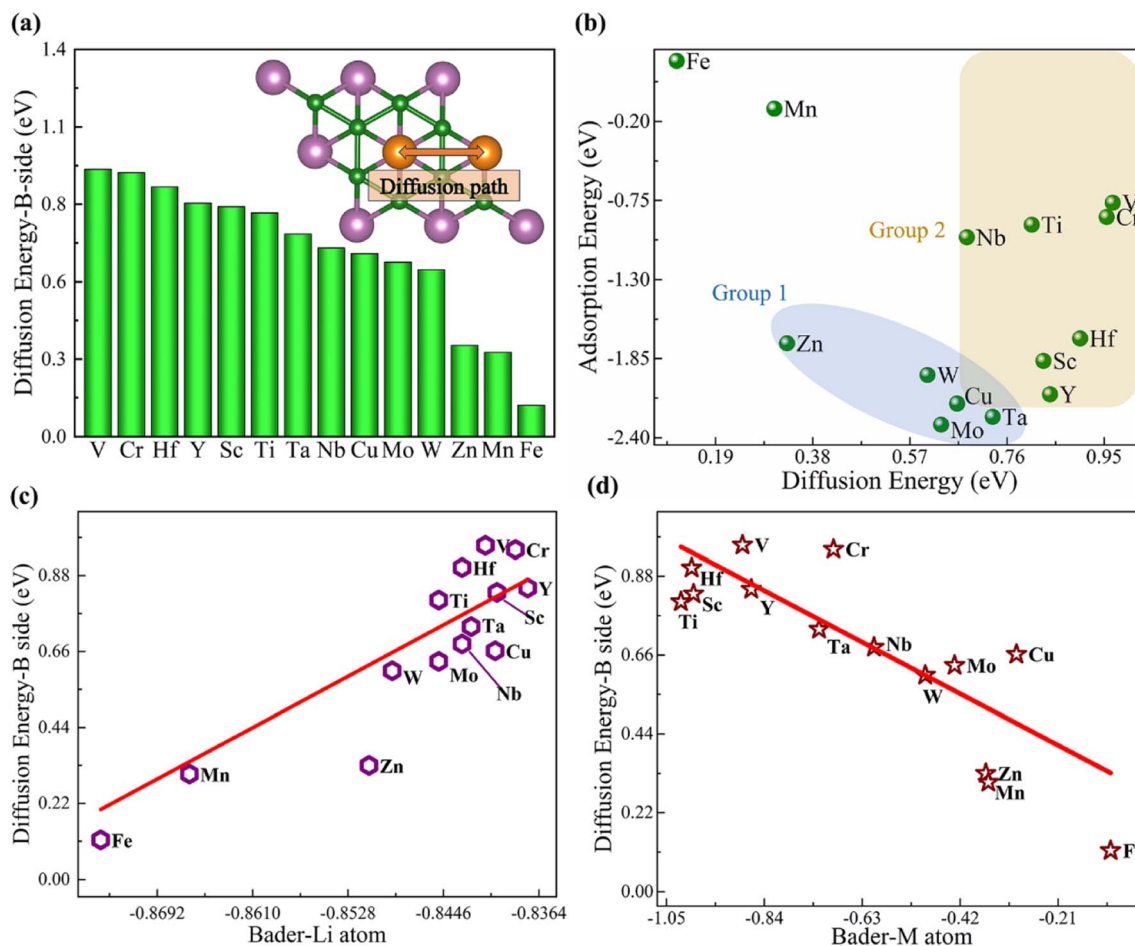 (a)
Diffusion Energy-B-side (eV)
1.4
1.1
0.8
0.6
0.3
0.0
Diffusion path
V Cr Hf Y Sc Ti Ta Nb Cu Mo W Zn Mn Fe
(b)
Adsorption Energy (eV)
-0.20
-0.75
-1.30
-1.85
-2.40
Fe
Mn
V
Cr
Ti
Nb
Group 2
Group 1
Zn
Hf
Sc
W
Y
Cu
Ta
Mo
0.19 0.38 0.57 0.76 0.95
Diffusion Energy (eV)
(c)
Diffusion Energy-B side (eV)
0.88
0.66
0.44
0.22
0.00
V
Cr
Hf
Y
Ti
Sc
Ta
Cu
Mo
W
Nb
Zn
Mn
Fe
-0.8692 -0.8610 -0.8528 -0.8446 -0.8364
Bader-Li atom
(d)
Diffusion Energy-B side (eV)
0.88
0.66
0.44
0.22
0.00
V
Cr
Hf
Sc
Y
Ti
Ta
Nb
Cu
Mo
W
Zn
Mn
F
-1.05 -0.84 -0.63 -0.42 -0.21
Bader-M atom